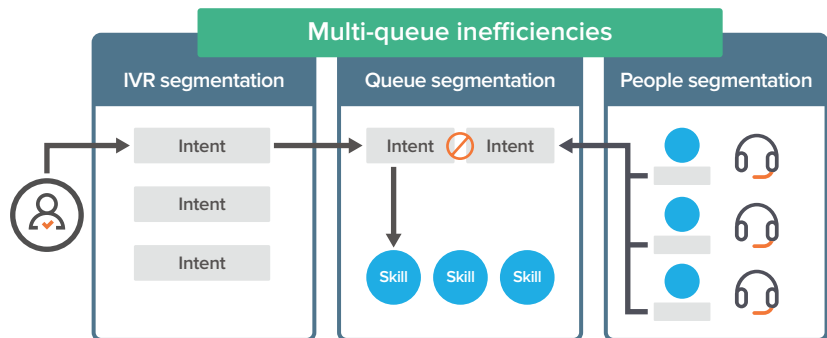 Multi-queue inefficiencies
IVR segmentation
Queue segmentation
People segmentation
Intent
Intent
Intent
Intent
Intent
Skill
Skill
Skill